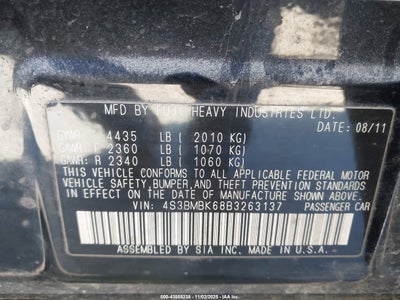 MFD BY FUJI HEAVY INDUSTRIES LTD.
DATE: 08/11
GVWR: 4435 LB ( 2010 KG)
GAWR: F 2360 LB ( 1070 KG)
GAWR: R 2340 LB ( 1060 KG)
THIS VEHICLE CONFORMS TO ALL APPLICABLE FEDERAL MOTOR
VEHICLE SAFETY, BUMPER, AND THEFT PREVENTION STANDARDS
IN EFFECT ON THE DATE OF MANUFACTURE SHOWN ABOVE.
VIN: 4S3BMBK68B3263137 PASSENGER CAR
ASSEMBLED BY SIA INC. MADE IN U.S.A.
000-43555238 - 11/02/2025 - IAA Inc.